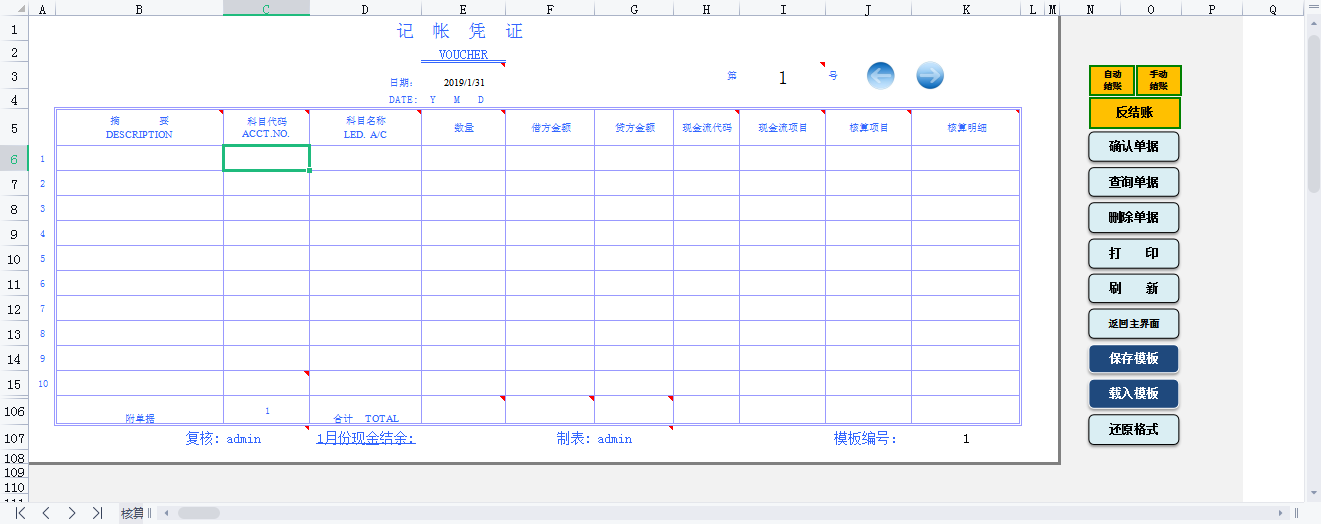 A B C D E F G H I J K L M N O P Q
1 记 帐 凭 证
2 VOUCHER
3 日期: 2019/1/31 第 1 号
自动结账 手动结账
4 DATE: Y M D
反结账
5 摘 要 科目代码 科目名称 数量 借方金额 贷方金额 现金流代码 现金流项目 核算项目 核算明细
DESCRIPTION ACCT.NO. LED. A/C
6 1
确认单据
7 2
查询单据
8 3
删除单据
9 4
10 5
打 印
11 6
刷 新
12 7
13 8
返回主界面
14 9
保存模板
15 10
载入模板
106 附单据 1 合计 TOTAL
还原格式
107 复核: admin 1月份现金结余: 制表: admin 模板编号: 1
108
109
110
111
核算